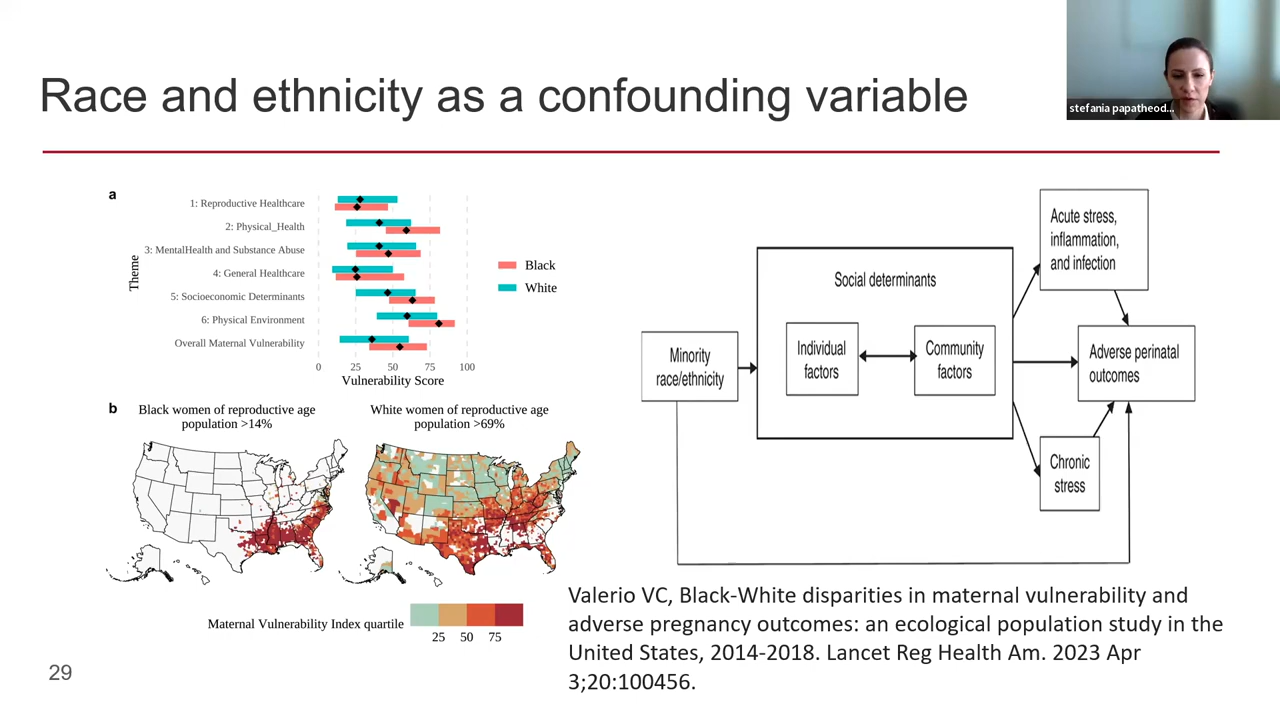 Race and ethnicity as a confounding variable
stefania papatheod...
a
Theme
1: Reproductive Healthcare
2: Physical_Health
3: MentalHealth and Substance Abuse
4: General Healthcare
5: Socioeconomic Determinants
6: Physical Environment
Overall Maternal Vulnerability
0 25 50 75 100
Vulnerability Score
Black
White
b
Black women of reproductive age
population >14%
White women of reproductive age
population >69%
Maternal Vulnerability Index quartile
25 50 75
Minority
race/ethnicity
Social determinants
Individual
factors
Community
factors
Acute stress,
inflammation,
and infection
Adverse perinatal
outcomes
Chronic
stress
Valerio VC, Black-White disparities in maternal vulnerability and
adverse pregnancy outcomes: an ecological population study in the
United States, 2014-2018. Lancet Reg Health Am. 2023 Apr
3;20:100456.
29